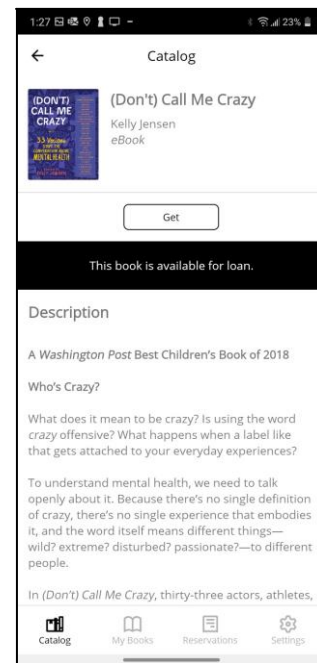 1:27
23%
Catalog
(DON'T)
CALL ME
CRAZY
33 Voices
MENTAL HEALTH
(Don't) Call Me Crazy
Kelly Jensen
eBook
Get
This book is available for loan.
Description
A Washington Post Best Children's Book of 2018
Who's Crazy?
What does it mean to be crazy? Is using the word
crazy offensive? What happens when a label like
that gets attached to your everyday experiences?
To understand mental health, we need to talk
openly about it. Because there's no single definition
of crazy, there's no single experience that embodies
it, and the word itself means different things—
wild? extreme? disturbed? passionate?—to different
people.
In (Don't) Call Me Crazy, thirty-three actors, athletes,
Catalog
My Books
Reservations
Settings